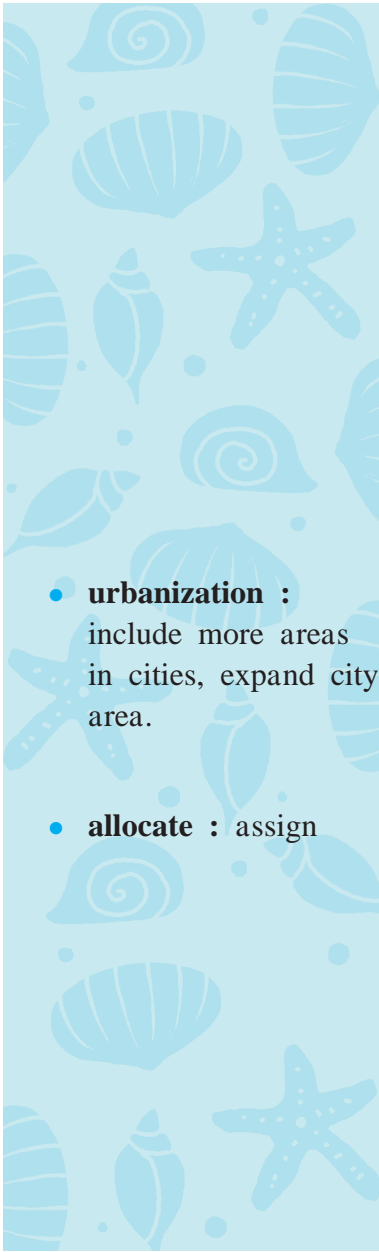 • urbanization :
include more areas
in cities, expand city
area.
• allocate : assign